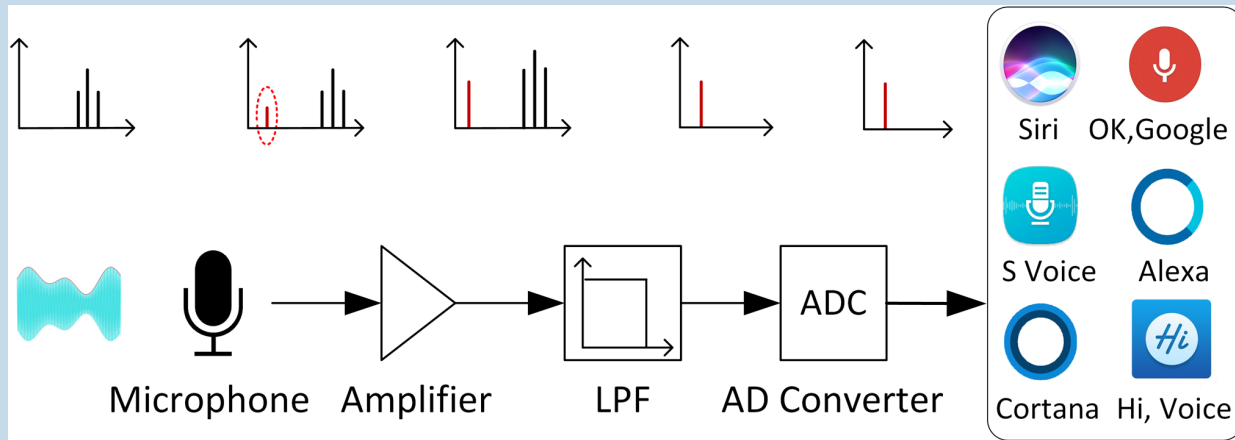 Siri
OK,Google
S Voice
Alexa
ADC
Hi
Microphone
Amplifier
LPF
AD Converter
Cortana
Hi, Voice